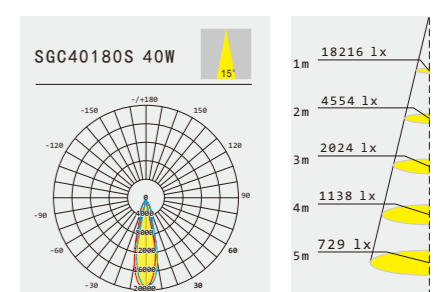 SGC40180S 40W
15°
-/+180
-150
150
-120
120
-90
90
-60
60
-30
30
0
4000
8000
12000
16000
20000
18216 lx
1m
4554 lx
2m
2024 lx
3m
1138 lx
4m
729 lx
5m